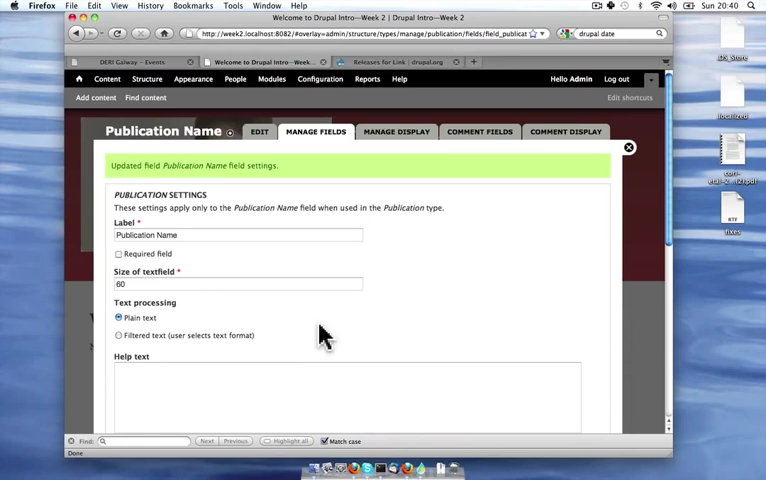 Firefox File Edit View History Bookmarks Tools Window Help
Sun 20:40
Welcome to Drupal Intro—Week 2 | Drupal Intro—Week 2
http://week2.localhost:8082/#overlay=admin/structure/types/manage/publication/fields/field_publicat
drupal date
DERI Galway – Events
Welcome to Drupal Intro—Week...
Releases for Link | drupal.org
Content Structure Appearance People Modules Configuration Reports Help
Hello Admin Log out
Add content Find content
Edit shortcuts
Publication Name
EDIT MANAGE FIELDS MANAGE DISPLAY COMMENT FIELDS COMMENT DISPLAY
Updated field Publication Name field settings.
PUBLICATION SETTINGS
These settings apply only to the Publication Name field when used in the Publication type.
Label *
Publication Name
Required field
Size of textfield *
60
Text processing
Plain text
Filtered text (user selects text format)
Help text
Find:
Next Previous Highlight all Match case
Done
.DS_Store
.localized
RTF
fixes